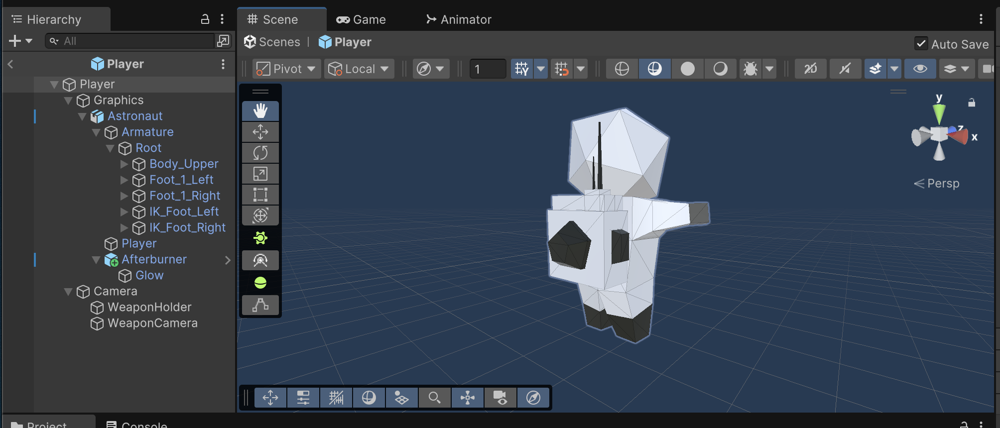 Hierarchy
All
Player
Player
Graphics
Astronaut
Armature
Root
Body_Upper
Foot_1_Left
Foot_1_Right
IK_Foot_Left
IK_Foot_Right
Player
Afterburner
Glow
Camera
WeaponHolder
WeaponCamera
Scene Game Animator
Scenes | Player Auto Save
Pivot Local 1 2D
y
z
x
Persp
Project Console